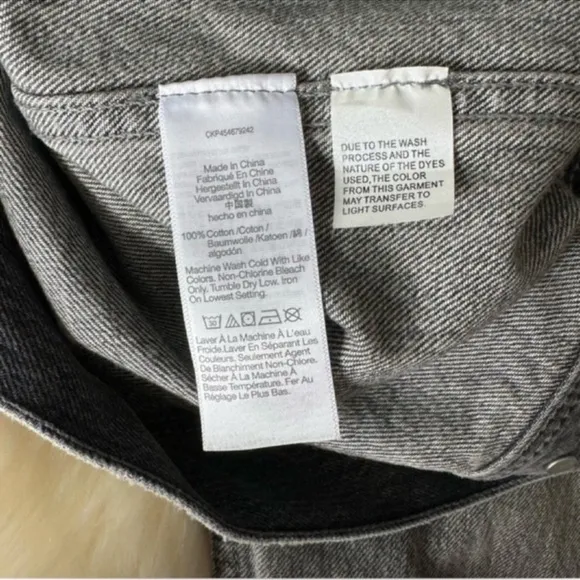 CKP454679242
Made In China
Fabriqué En Chine
Hergestellt In China
Vervaardigd In China
中国製
hecho en china
100% Cotton /Coton /
Baumwolle /Katoen /綿 /
algodón
Machine Wash Cold With Like
Colors. Non-Chlorine Bleach
Only. Tumble Dry Low. Iron
On Lowest Setting.
Laver À La Machine À L'eau
Froide.Laver En Séparant Les
Couleurs. Seulement Agent
De Blanchiment Non-Chlore.
Sécher À La Machine À
Basse Température. Fer Au
Réglage Le Plus Bas.
DUE TO THE WASH
PROCESS AND THE
NATURE OF THE DYES
USED, THE COLOR
FROM THIS GARMENT
MAY TRANSFER TO
LIGHT SURFACES.